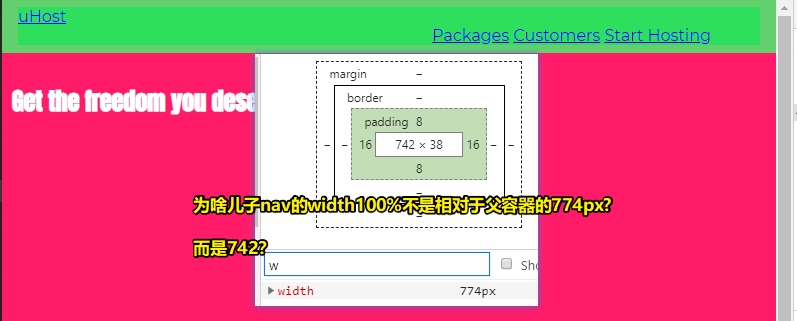 uHost
Packages Customers Start Hosting
Get the freedom you dese
margin –
border –
padding 8
– – 16 742 × 38 16 – –
8
–
–
为啥儿子nav的width100%不是相对于父容器的774px?
而是742?
w
Sho
width 774px